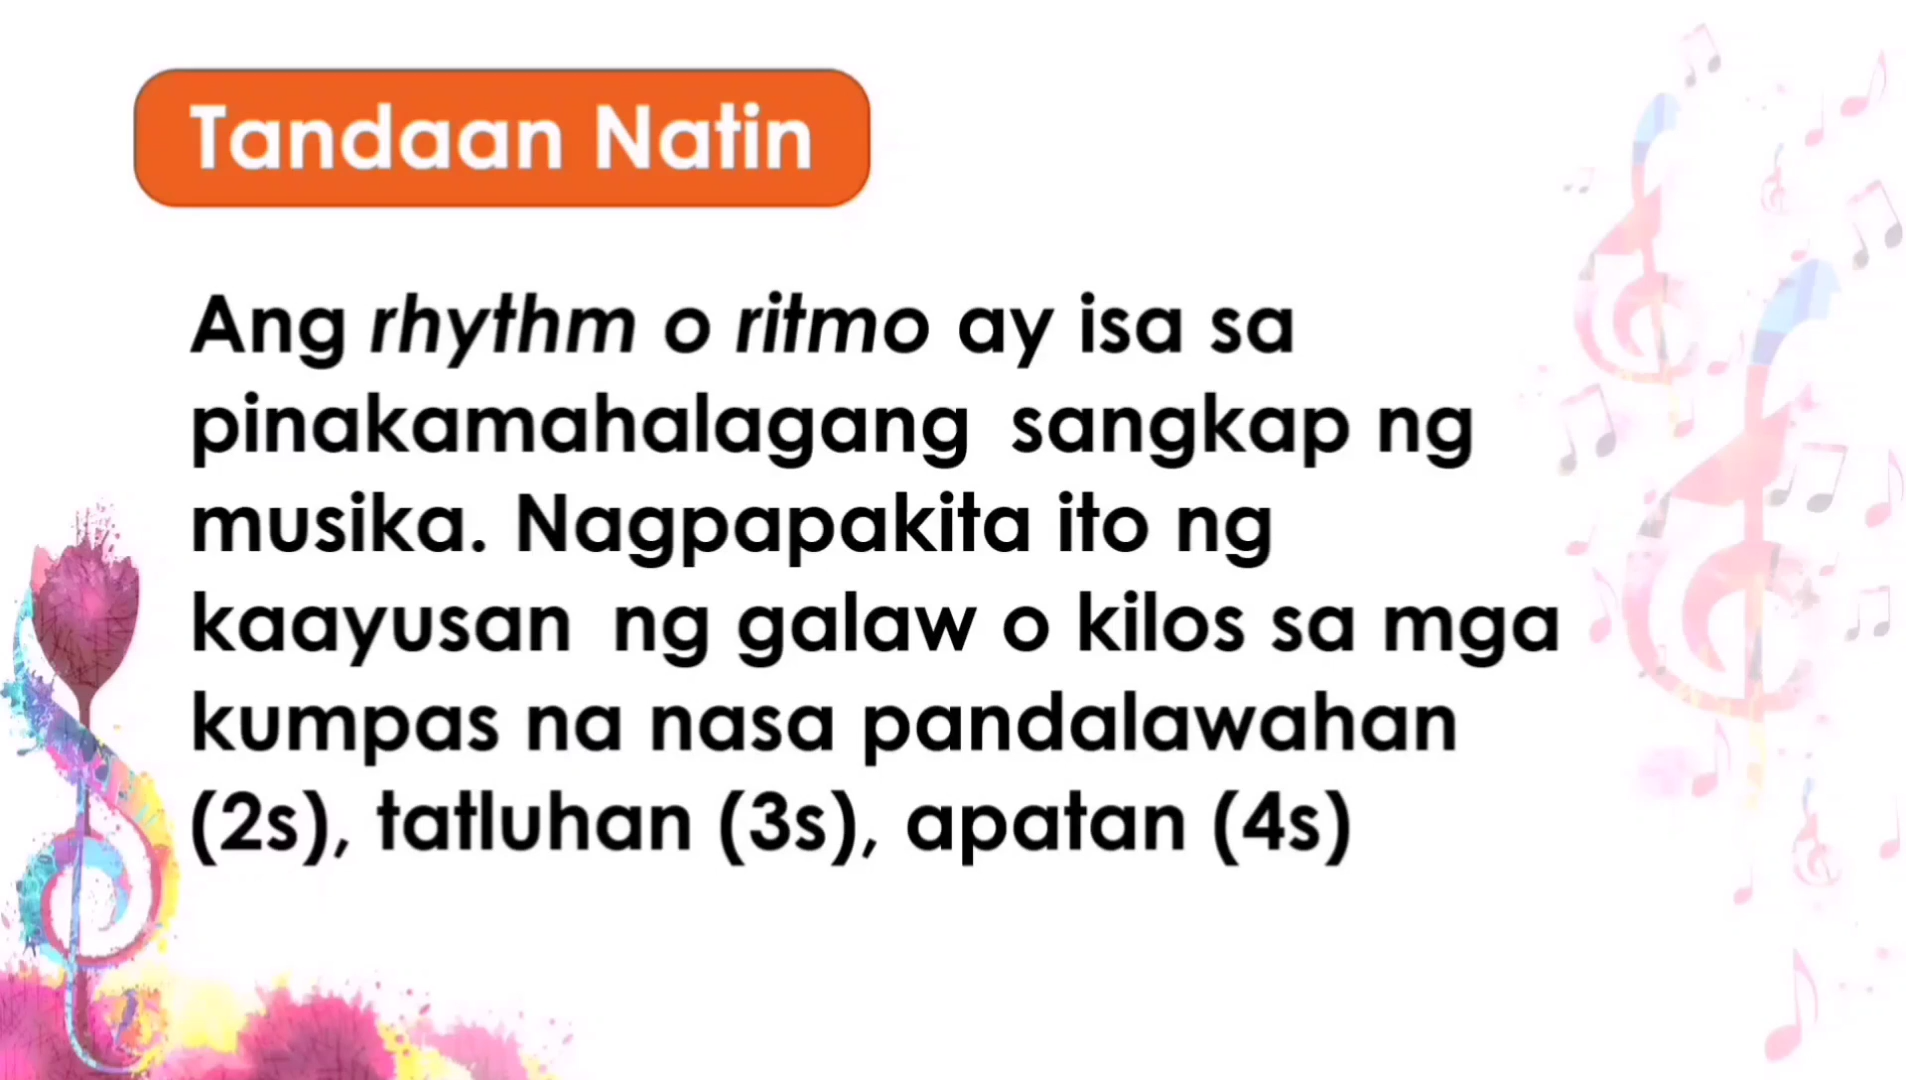 Tandaan Natin
Ang rhythm o ritmo ay isa sa
pinakamahalagang sangkap ng
musika. Nagpapakita ito ng
kaayusan ng galaw o kilos sa mga
kumpas na nasa pandalawahan
(2s), tatluhan (3s), apatan (4s)